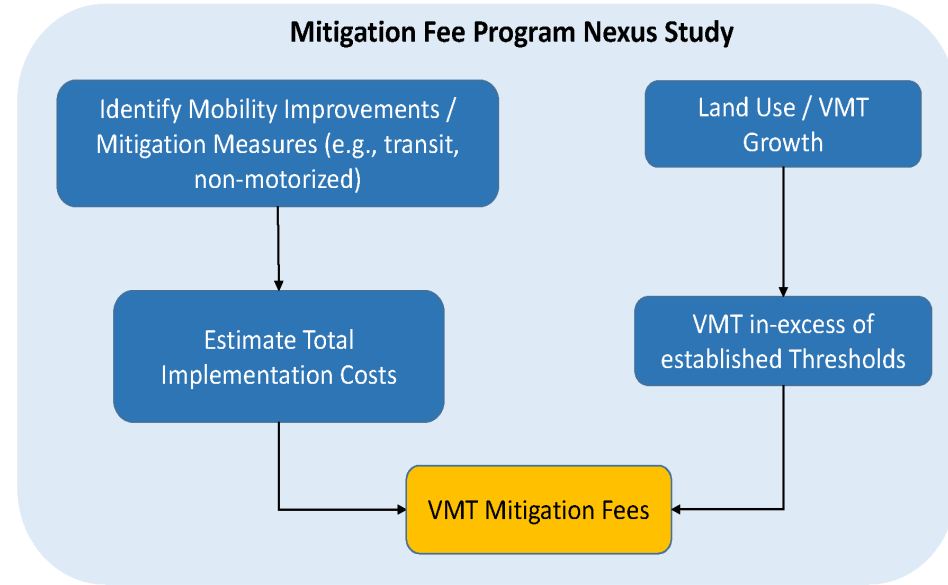 Mitigation Fee Program Nexus Study
Identify Mobility Improvements /
Mitigation Measures (e.g., transit,
non-motorized)
Land Use / VMT
Growth
Estimate Total
Implementation Costs
VMT in-excess of
established Thresholds
VMT Mitigation Fees